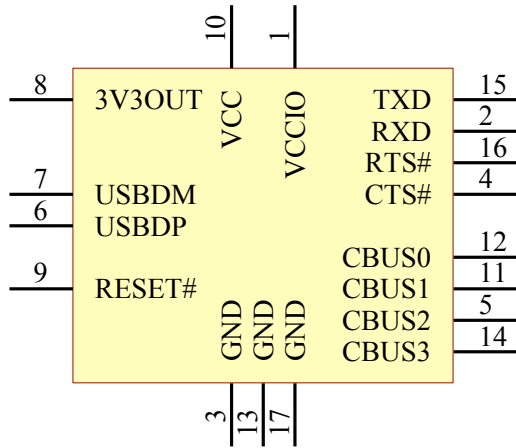 10 1
8 3V3OUT VCC VCCIO TXD 15
RXD 2
RTS# 16
7 USBDM CTS# 4
6 USBDP
CBUS0 12
9 RESET# CBUS1 11
CBUS2 5
GND GND GND CBUS3 14
3 13 17